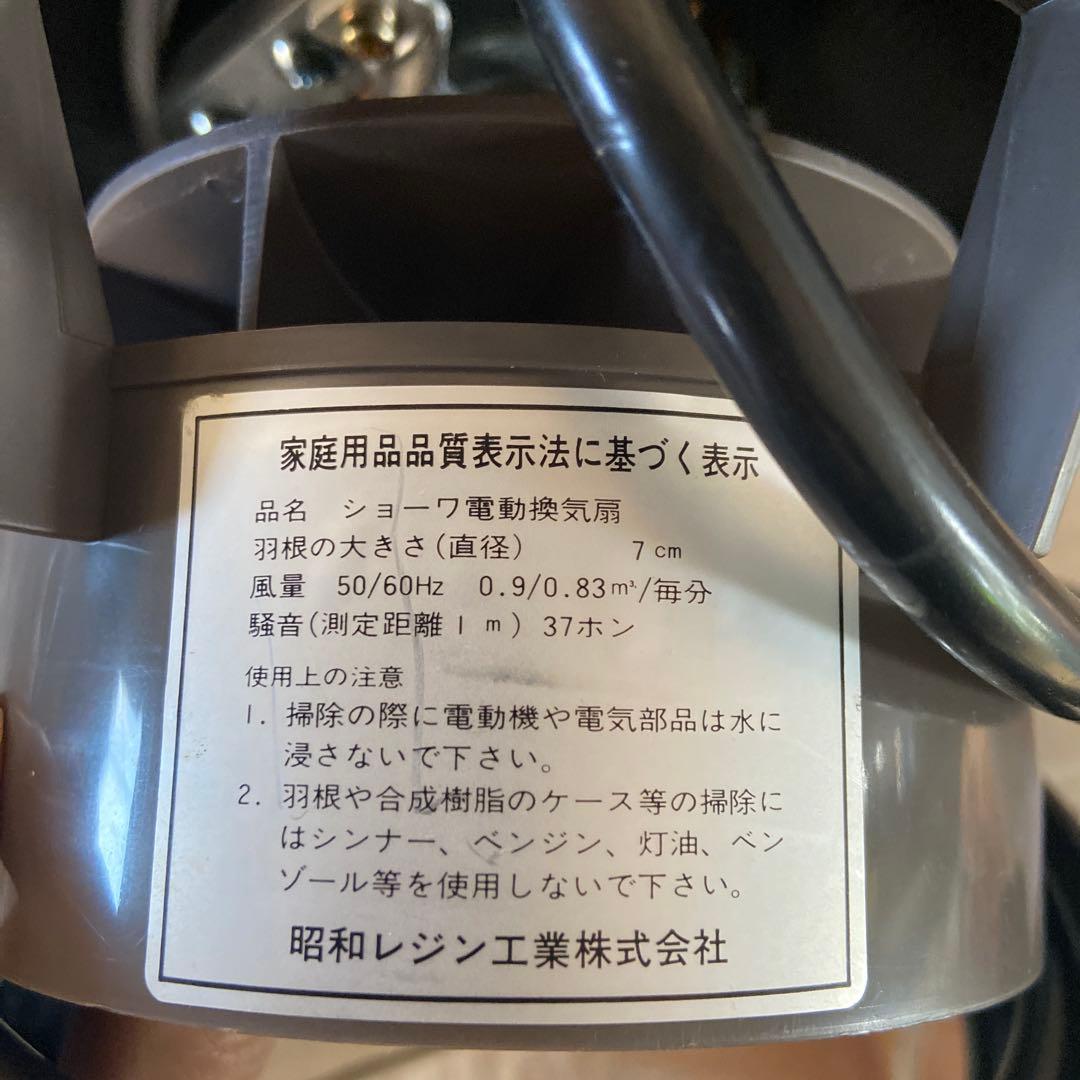 家庭用品品質表示法に基づく表示
品名 ショーワ電動換気扇
羽根の大きさ(直径) 7cm
風量 50/60Hz 0.9/0.83m³/毎分
騒音(測定距離1m) 37ホン
使用上の注意
1. 掃除の際に電動機や電気部品は水に
浸さないで下さい。
2. 羽根や合成樹脂のケース等の掃除に
はシンナー、ベンジン、灯油、ベン
ゾール等を使用しないで下さい。
昭和レジン工業株式会社